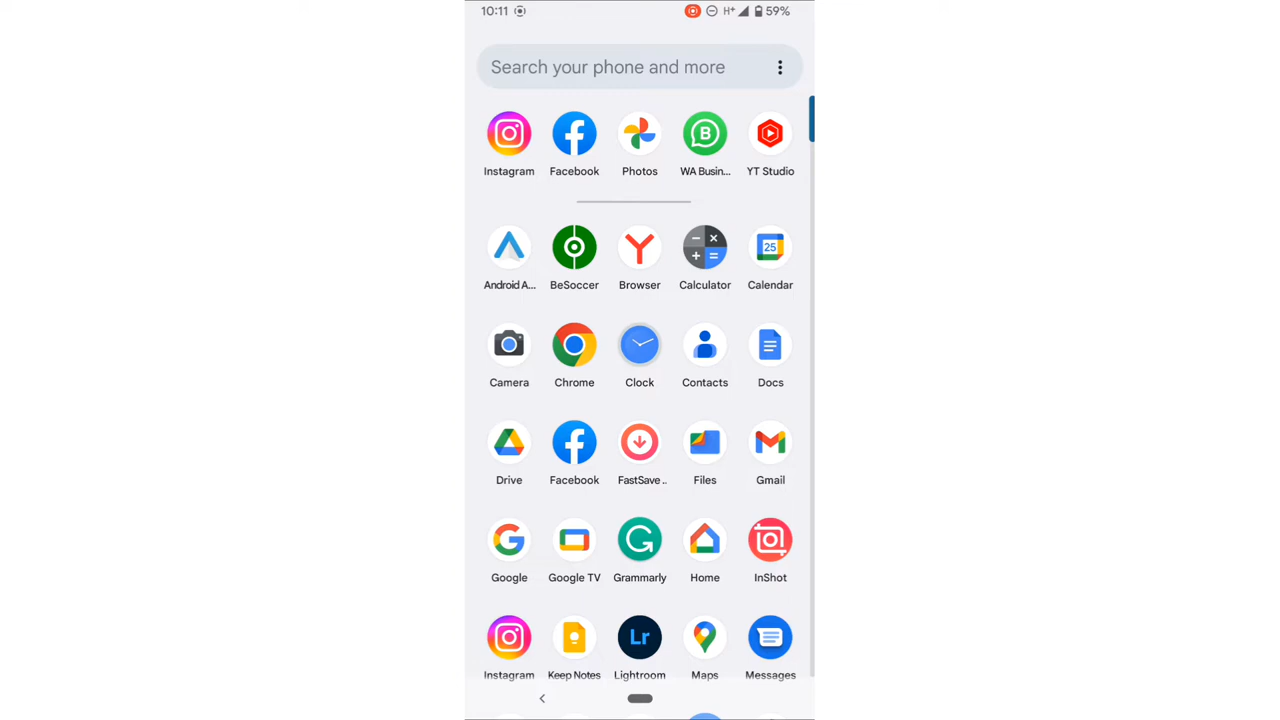 10:11 H+ 59%
Search your phone and more
Instagram Facebook Photos WA Busin... YT Studio
Android A... BeSoccer Browser Calculator Calendar
Camera Chrome Clock Contacts Docs
Drive Facebook FastSave .. Files Gmail
Google Google TV Grammarly Home InShot
Instagram Keep Notes Lightroom Maps Messages
B
25
Lr